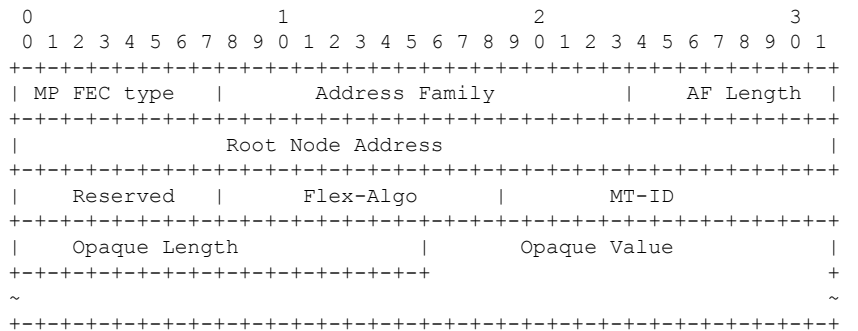 0                   1                   2                   3
 0 1 2 3 4 5 6 7 8 9 0 1 2 3 4 5 6 7 8 9 0 1 2 3 4 5 6 7 8 9 0 1
+-+-+-+-+-+-+-+-+-+-+-+-+-+-+-+-+-+-+-+-+-+-+-+-+-+-+-+-+-+-+-+-+
| MP FEC type   |       Address Family          |    AF Length  |
+-+-+-+-+-+-+-+-+-+-+-+-+-+-+-+-+-+-+-+-+-+-+-+-+-+-+-+-+-+-+-+-+
|                Root Node Address                              |
+-+-+-+-+-+-+-+-+-+-+-+-+-+-+-+-+-+-+-+-+-+-+-+-+-+-+-+-+-+-+-+-+
|    Reserved   |      Flex-Algo      |        MT-ID
+-+-+-+-+-+-+-+-+-+-+-+-+-+-+-+-+-+-+-+-+-+-+-+-+-+-+-+-+-+-+-+-+
|    Opaque Length              |       Opaque Value            |
+-+-+-+-+-+-+-+-+-+-+-+-+-+-+-+-+                               +
~                                                               ~
+-+-+-+-+-+-+-+-+-+-+-+-+-+-+-+-+-+-+-+-+-+-+-+-+-+-+-+-+-+-+-+-+